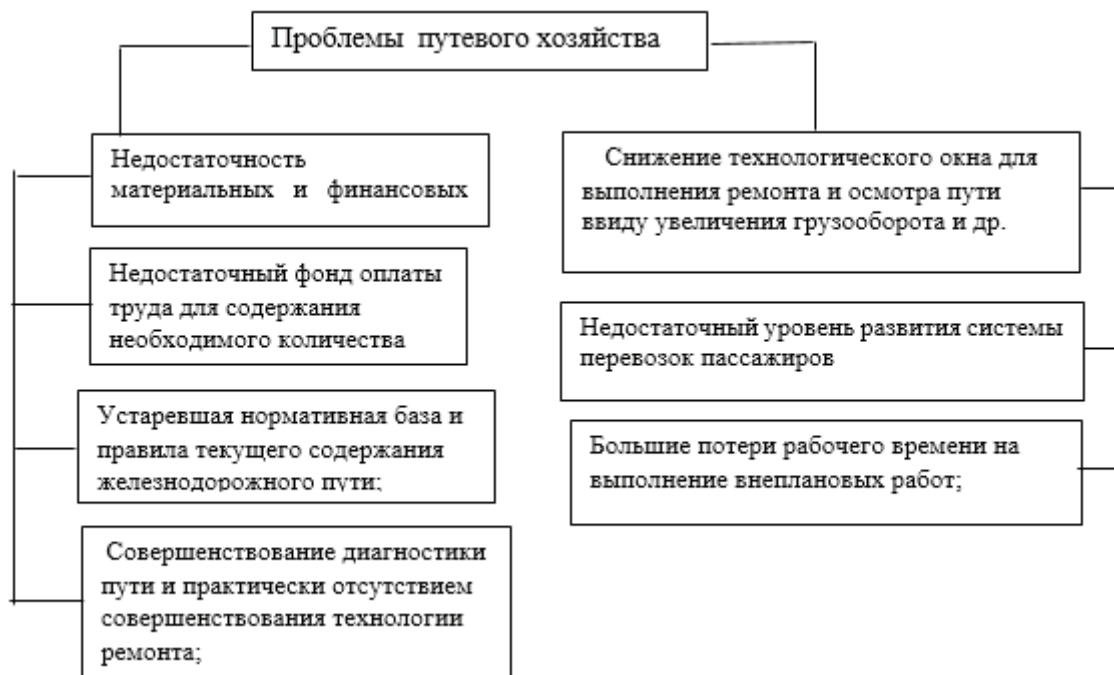 Проблемы путевого хозяйства
Недостаточность
материальных и финансовых
Недостаточный фонд оплаты
труда для содержания
необходимого количества
Устаревшая нормативная база и
правила текущего содержания
железнодорожного пути;
Совершенствование диагностики
пути и практически отсутствием
совершенствования технологии
ремонта;
Снижение технологического окна для
выполнения ремонта и осмотра пути
ввиду увеличения грузооборота и др.
Недостаточный уровень развития системы
перевозок пассажиров
Большие потери рабочего времени на
выполнение внеплановых работ;